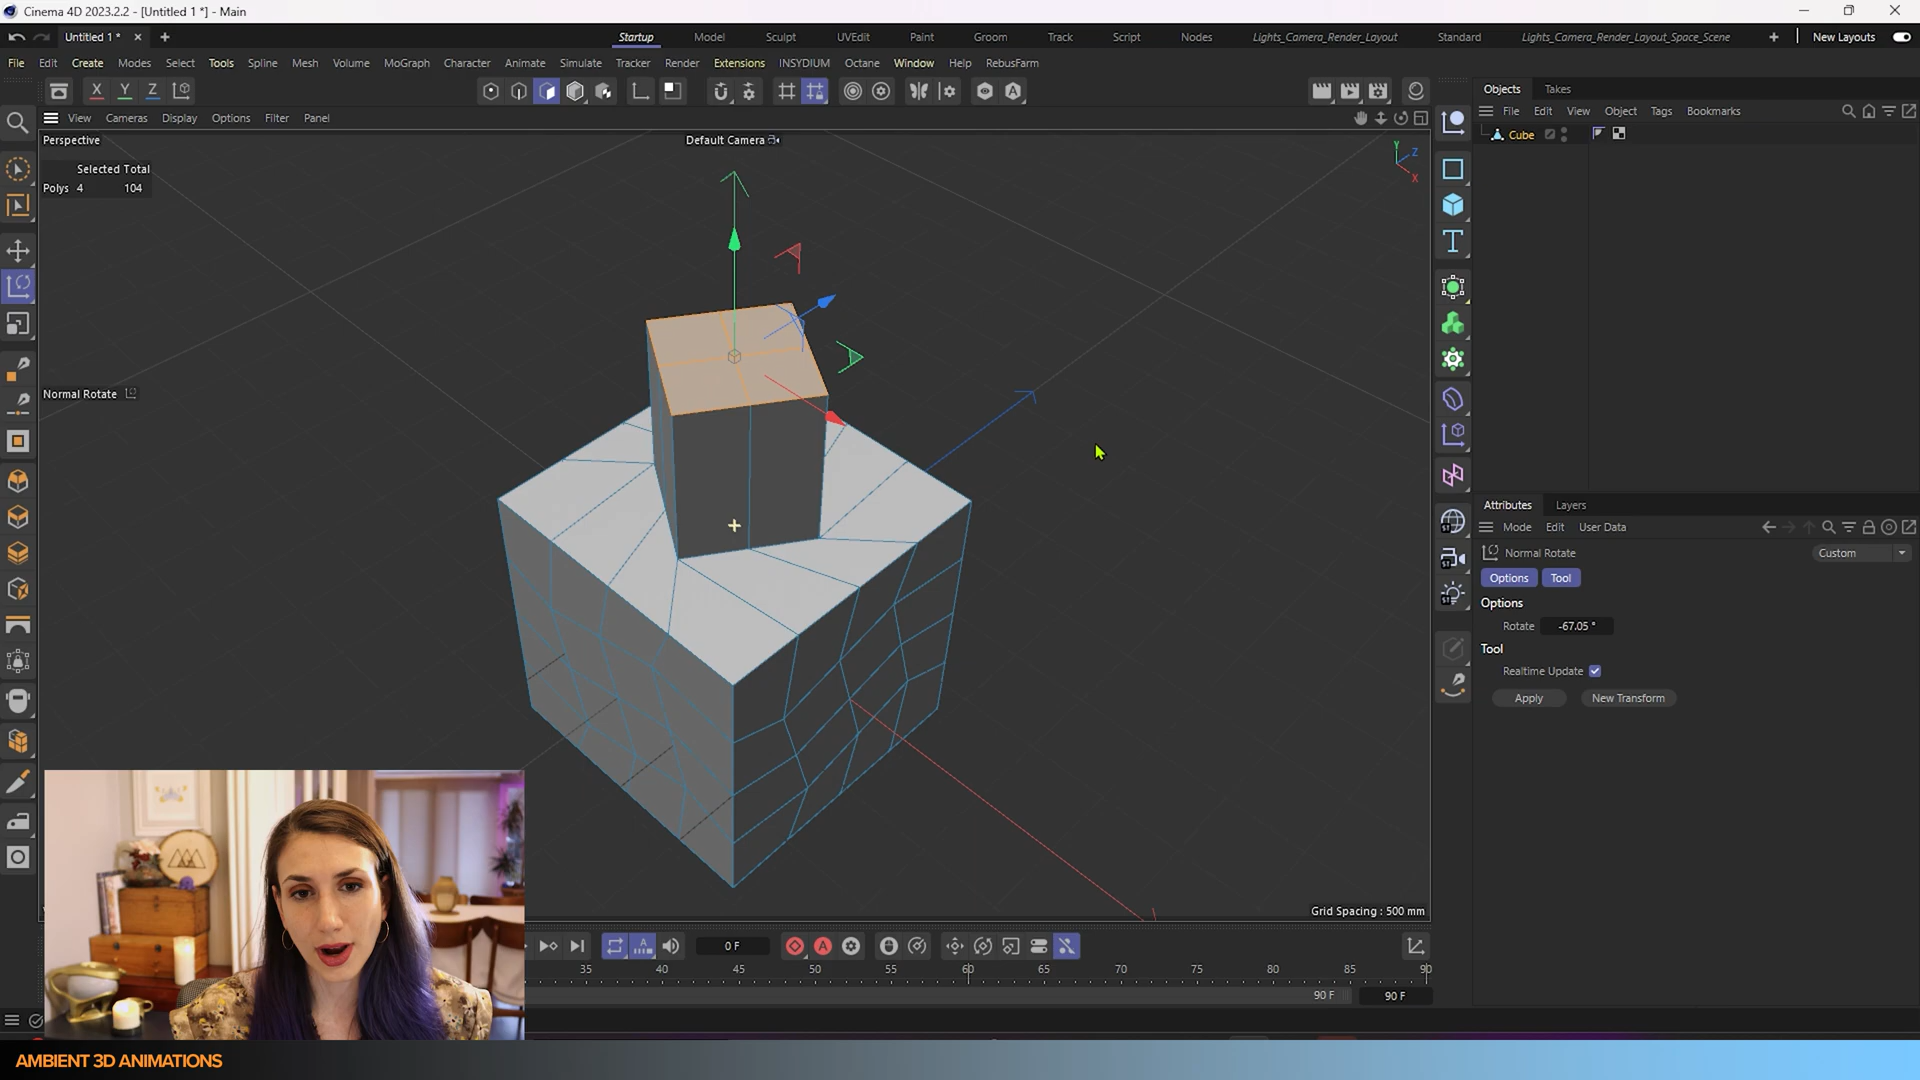 Cinema 4D 2023.2.2 - [Untitled 1 *] - Main
Untitled 1 *
Startup Model Sculpt UVEdit Paint Groom Track Script Nodes Lights_Camera_Render_Layout Standard Lights_Camera_Render_Layout_Space_Scene New Layouts
File Edit Create Modes Select Tools Spline Mesh Volume MoGraph Character Animate Simulate Tracker Render Extensions INSYDIUM Octane Window Help RebusFarm
X Y Z
View Cameras Display Options Filter Panel
Perspective
Default Camera
Selected Total
Polys 4 104
Y Z X
Normal Rotate
Grid Spacing : 500 mm
Objects Takes
File Edit View Object Tags Bookmarks
Cube
Attributes Layers
Mode Edit User Data
Normal Rotate
Custom
Options Tool
Options
Rotate -67.05 °
Tool
Realtime Update
Apply New Transform
0 F
35 40 45 50 55 60 65 70 75 80 85 90
90 F 90 F
AMBIENT 3D ANIMATIONS